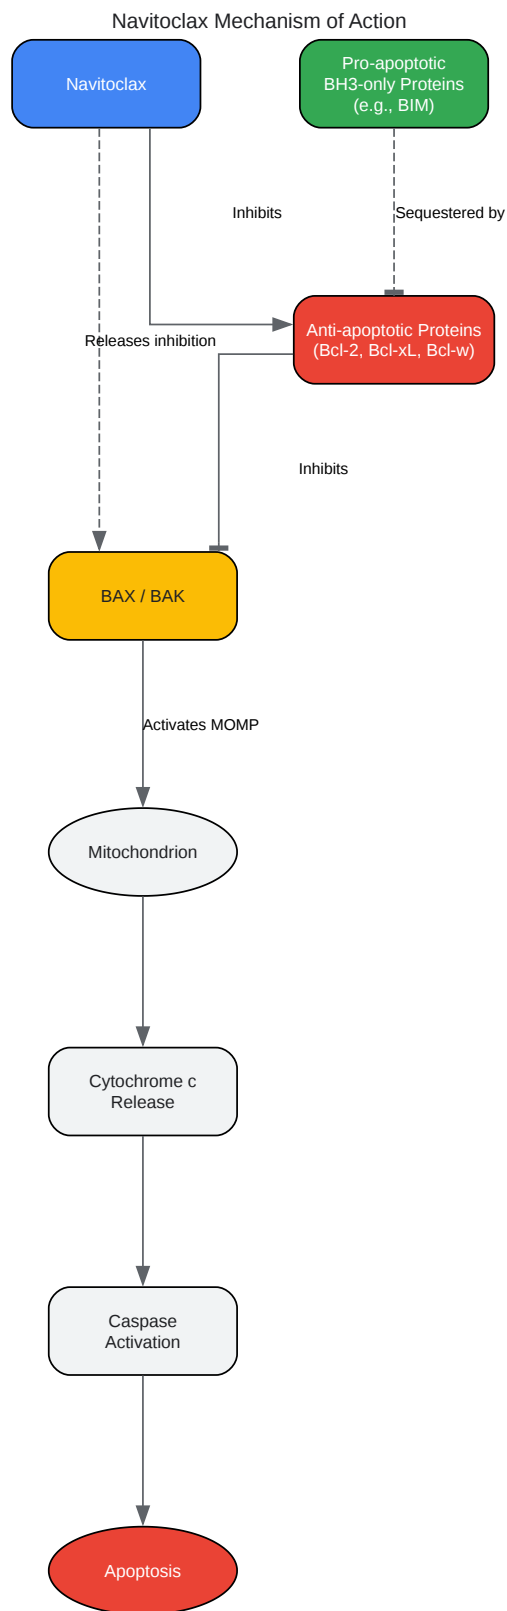 Navitoclax Mechanism of Action
Navitoclax
Pro-apoptotic
BH3-only Proteins
(e.g., BIM)
Inhibits
Sequestered by
Releases inhibition
Anti-apoptotic Proteins
(Bcl-2, Bcl-xL, Bcl-w)
Inhibits
BAX / BAK
Activates MOMP
Mitochondrion
Cytochrome c
Release
Caspase
Activation
Apoptosis